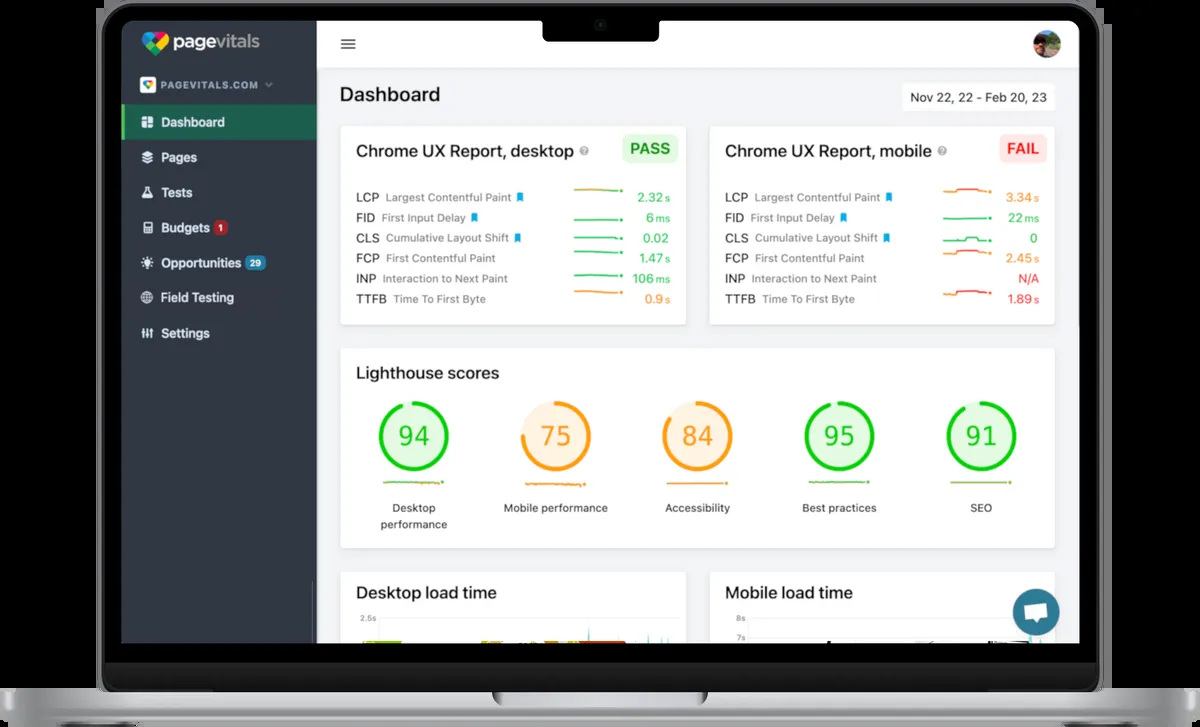 pagevitals
PAGEVITALS.COM
Dashboard
Pages
Tests
Budgets 1
Opportunities 29
Field Testing
Settings
Dashboard
Nov 22, 22 - Feb 20, 23
Chrome UX Report, desktop ? PASS
LCP Largest Contentful Paint 2.32 s
FID First Input Delay 6 ms
CLS Cumulative Layout Shift 0.02
FCP First Contentful Paint 1.47 s
INP Interaction to Next Paint 106 ms
TTFB Time To First Byte 0.9 s
Chrome UX Report, mobile ? FAIL
LCP Largest Contentful Paint 3.34 s
FID First Input Delay 22 ms
CLS Cumulative Layout Shift 0
FCP First Contentful Paint 2.45 s
INP Interaction to Next Paint N/A
TTFB Time To First Byte 1.89 s
Lighthouse scores
94
75
84
95
91
Desktop
performance
Mobile performance
Accessibility
Best practices
SEO
Desktop load time
2.5s
Mobile load time
8s
7s